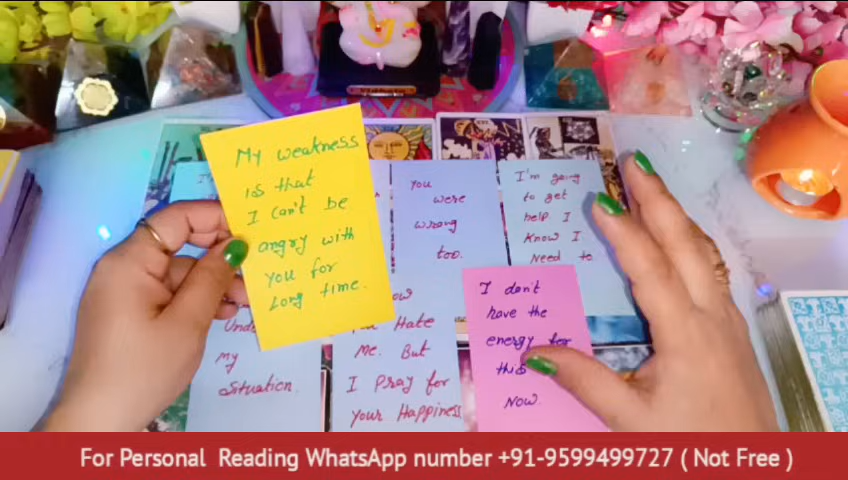 My weakness
is that
I can't be
angry with
you for
long time.
You
were
wrong
too.
I'm going
to get
help I
know I
need to
I don't
have the
energy for
this
Now.
Hate
Me. But
I Pray for
Your Happiness
my
situation.
For Personal Reading WhatsApp number +91-9599499727 ( Not Free )